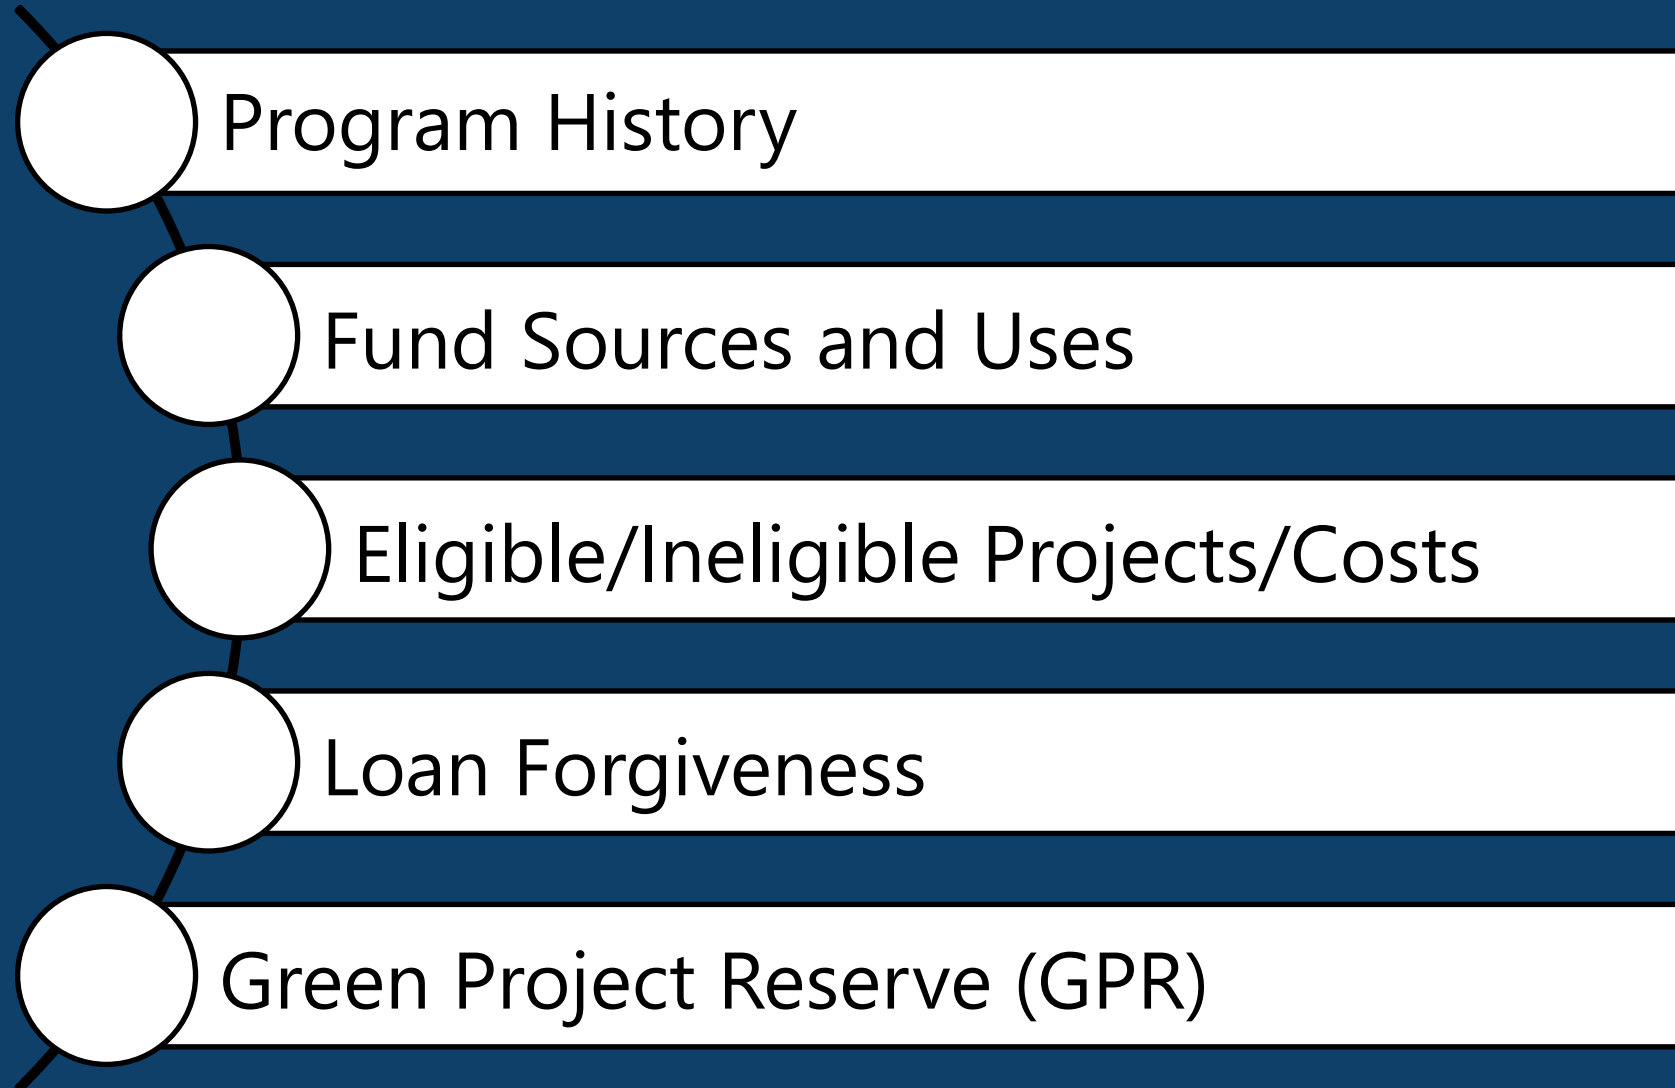 Program History
Fund Sources and Uses
Eligible/Ineligible Projects/Costs
Loan Forgiveness
Green Project Reserve (GPR)